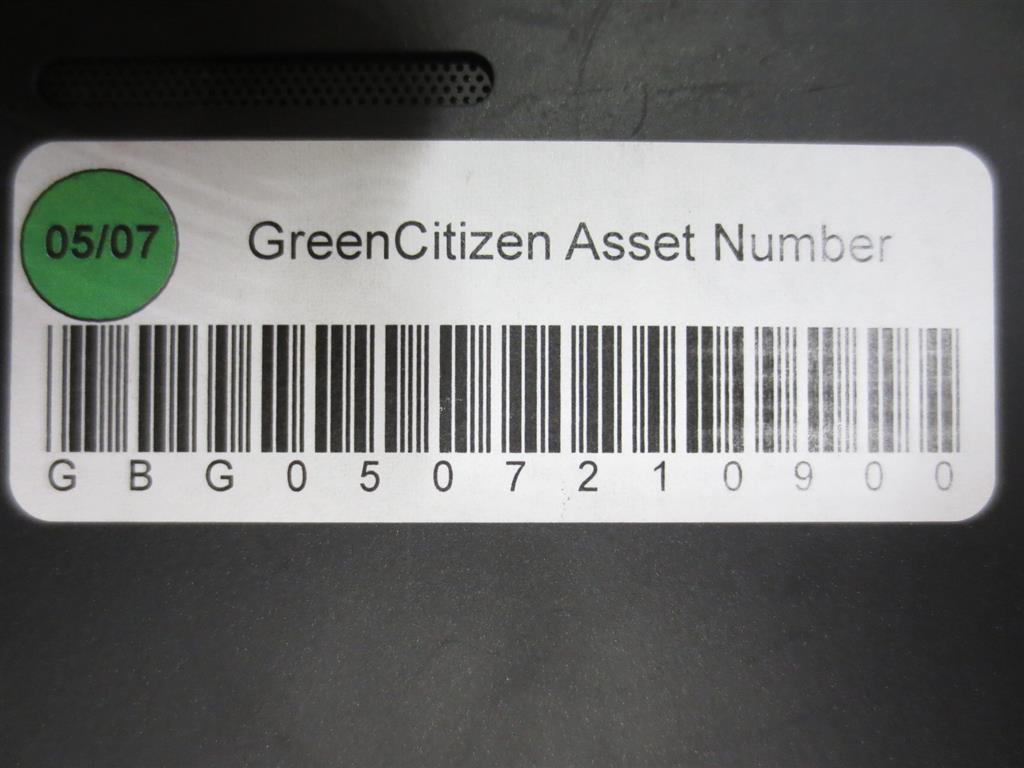 05/07
GreenCitizen Asset Number
G B G 0 5 0 7 2 1 0 9 0 0